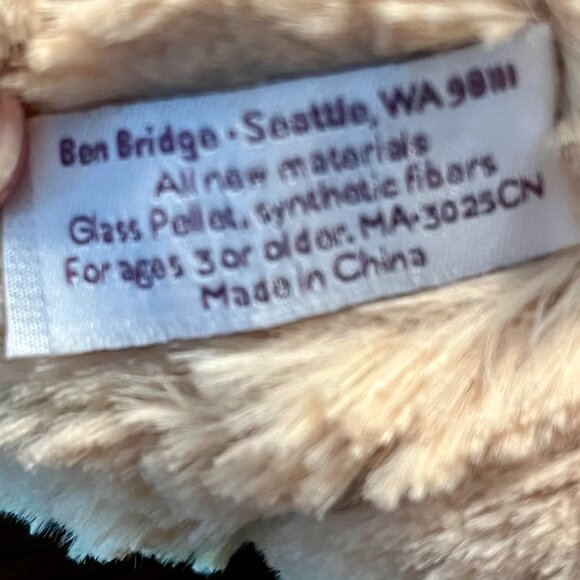 Ben Bridge • Seattle, WA 98111
All new materials
Glass Pellet, synthetic fibers
For ages 3 or older. MA-3025CN
Made in China